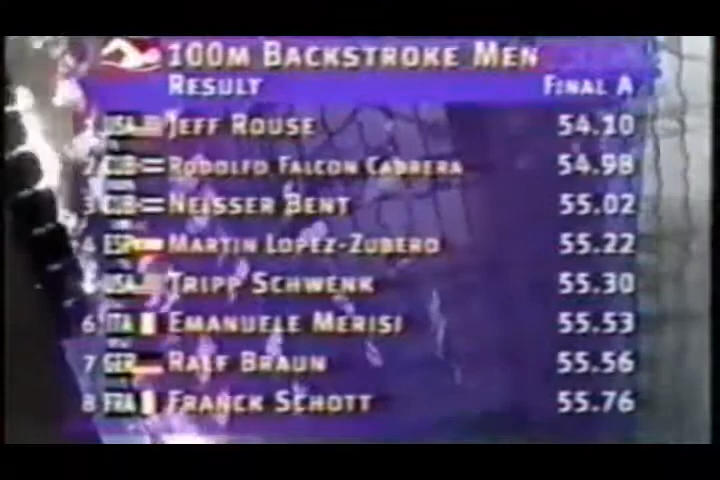 100M BACKSTROKE MEN
RESULT FINAL A
1 USA JEFF ROUSE 54.10
2 CUB RODOLFO FALCON CABRERA 54.98
3 CUB NEISSER BENT 55.02
4 ESP MARTIN LOPEZ-ZUBERO 55.22
5 USA TRIPP SCHWENK 55.30
6 ITA EMANUELE MERISI 55.53
7 GER RALF BRAUN 55.56
8 FRA FRANCK SCHOTT 55.76